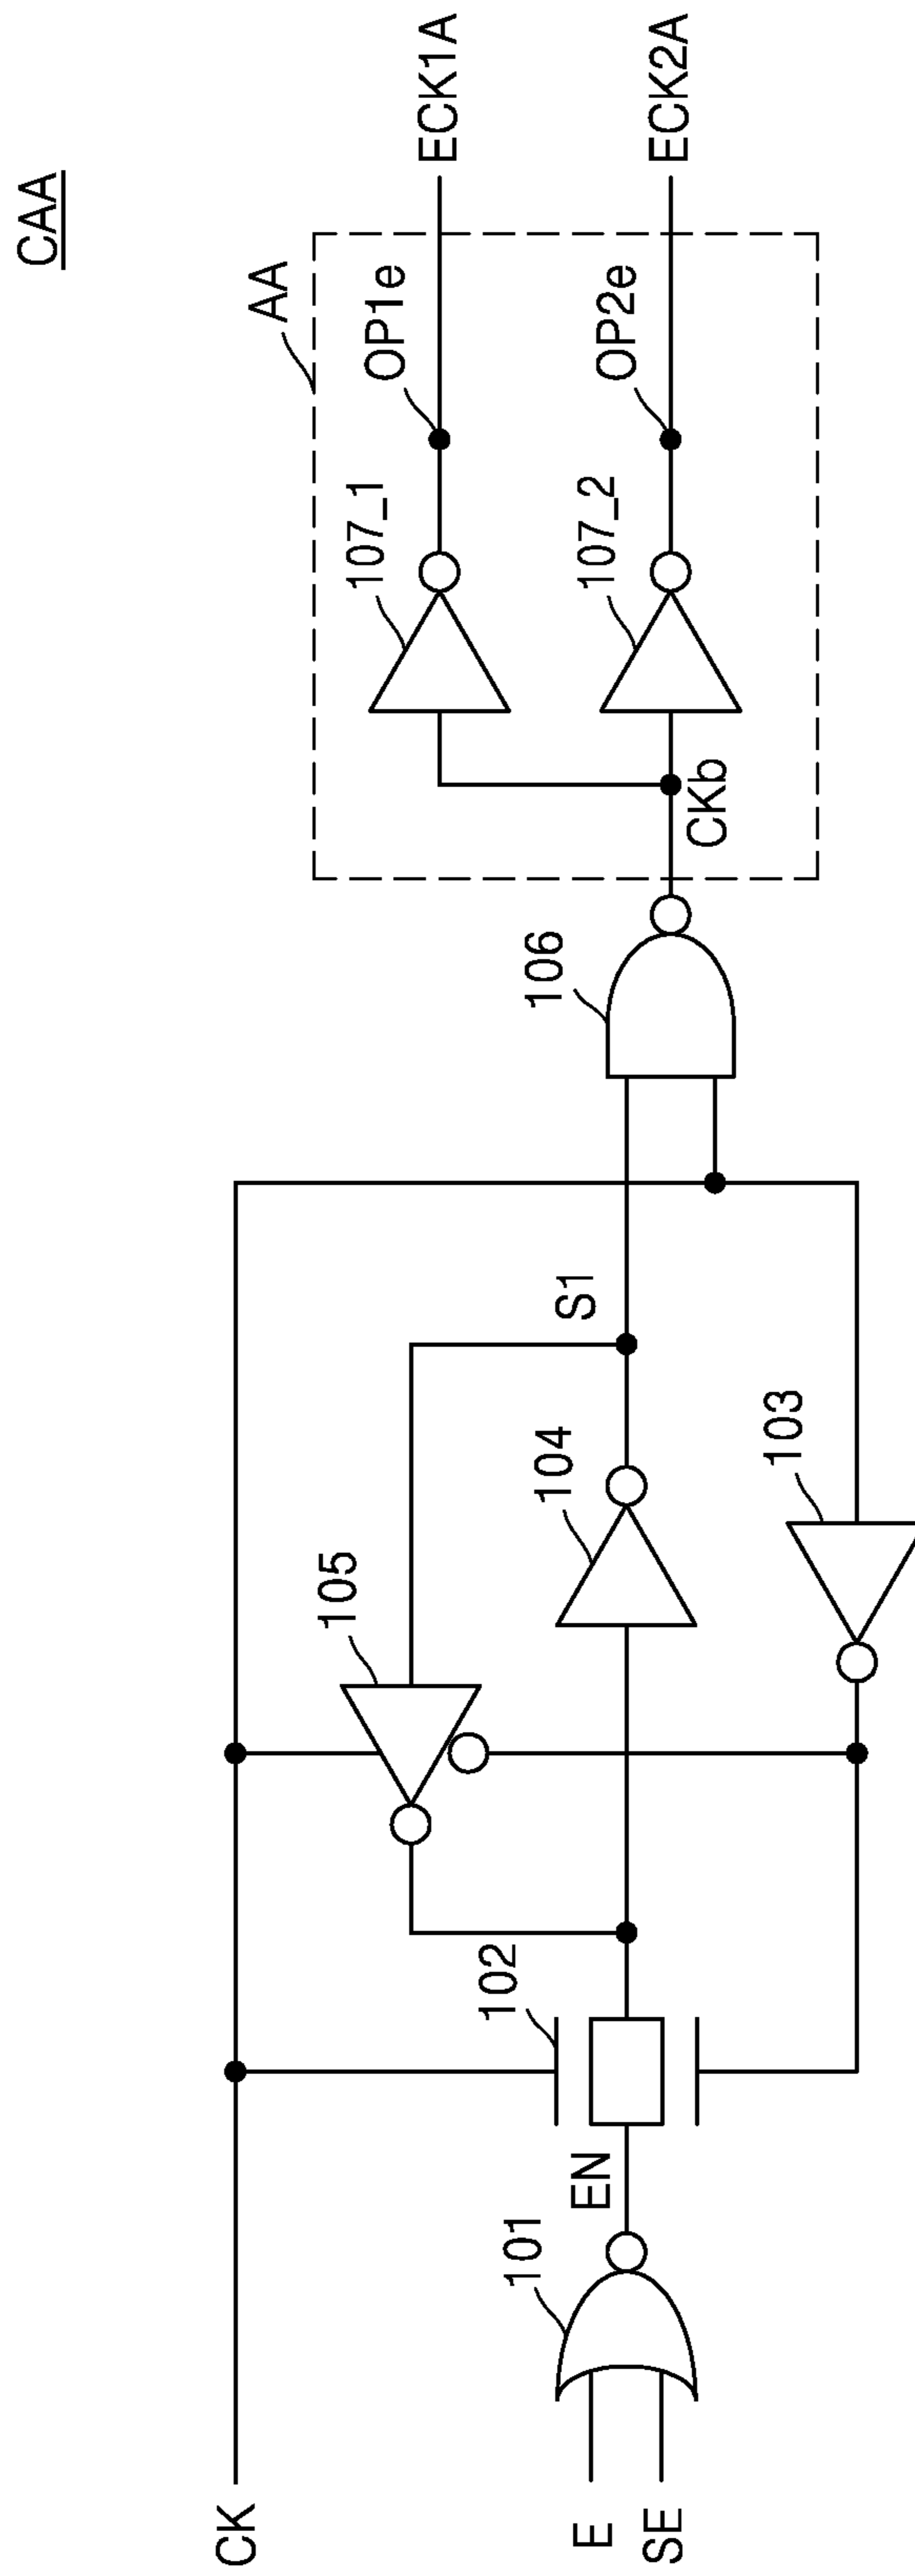 CAA
AA
ECK1A
OP1e
107_1
ECK2A
OP2e
107_2
CKb
106
S1
105
104
103
102
101
EN
CK
E
SE